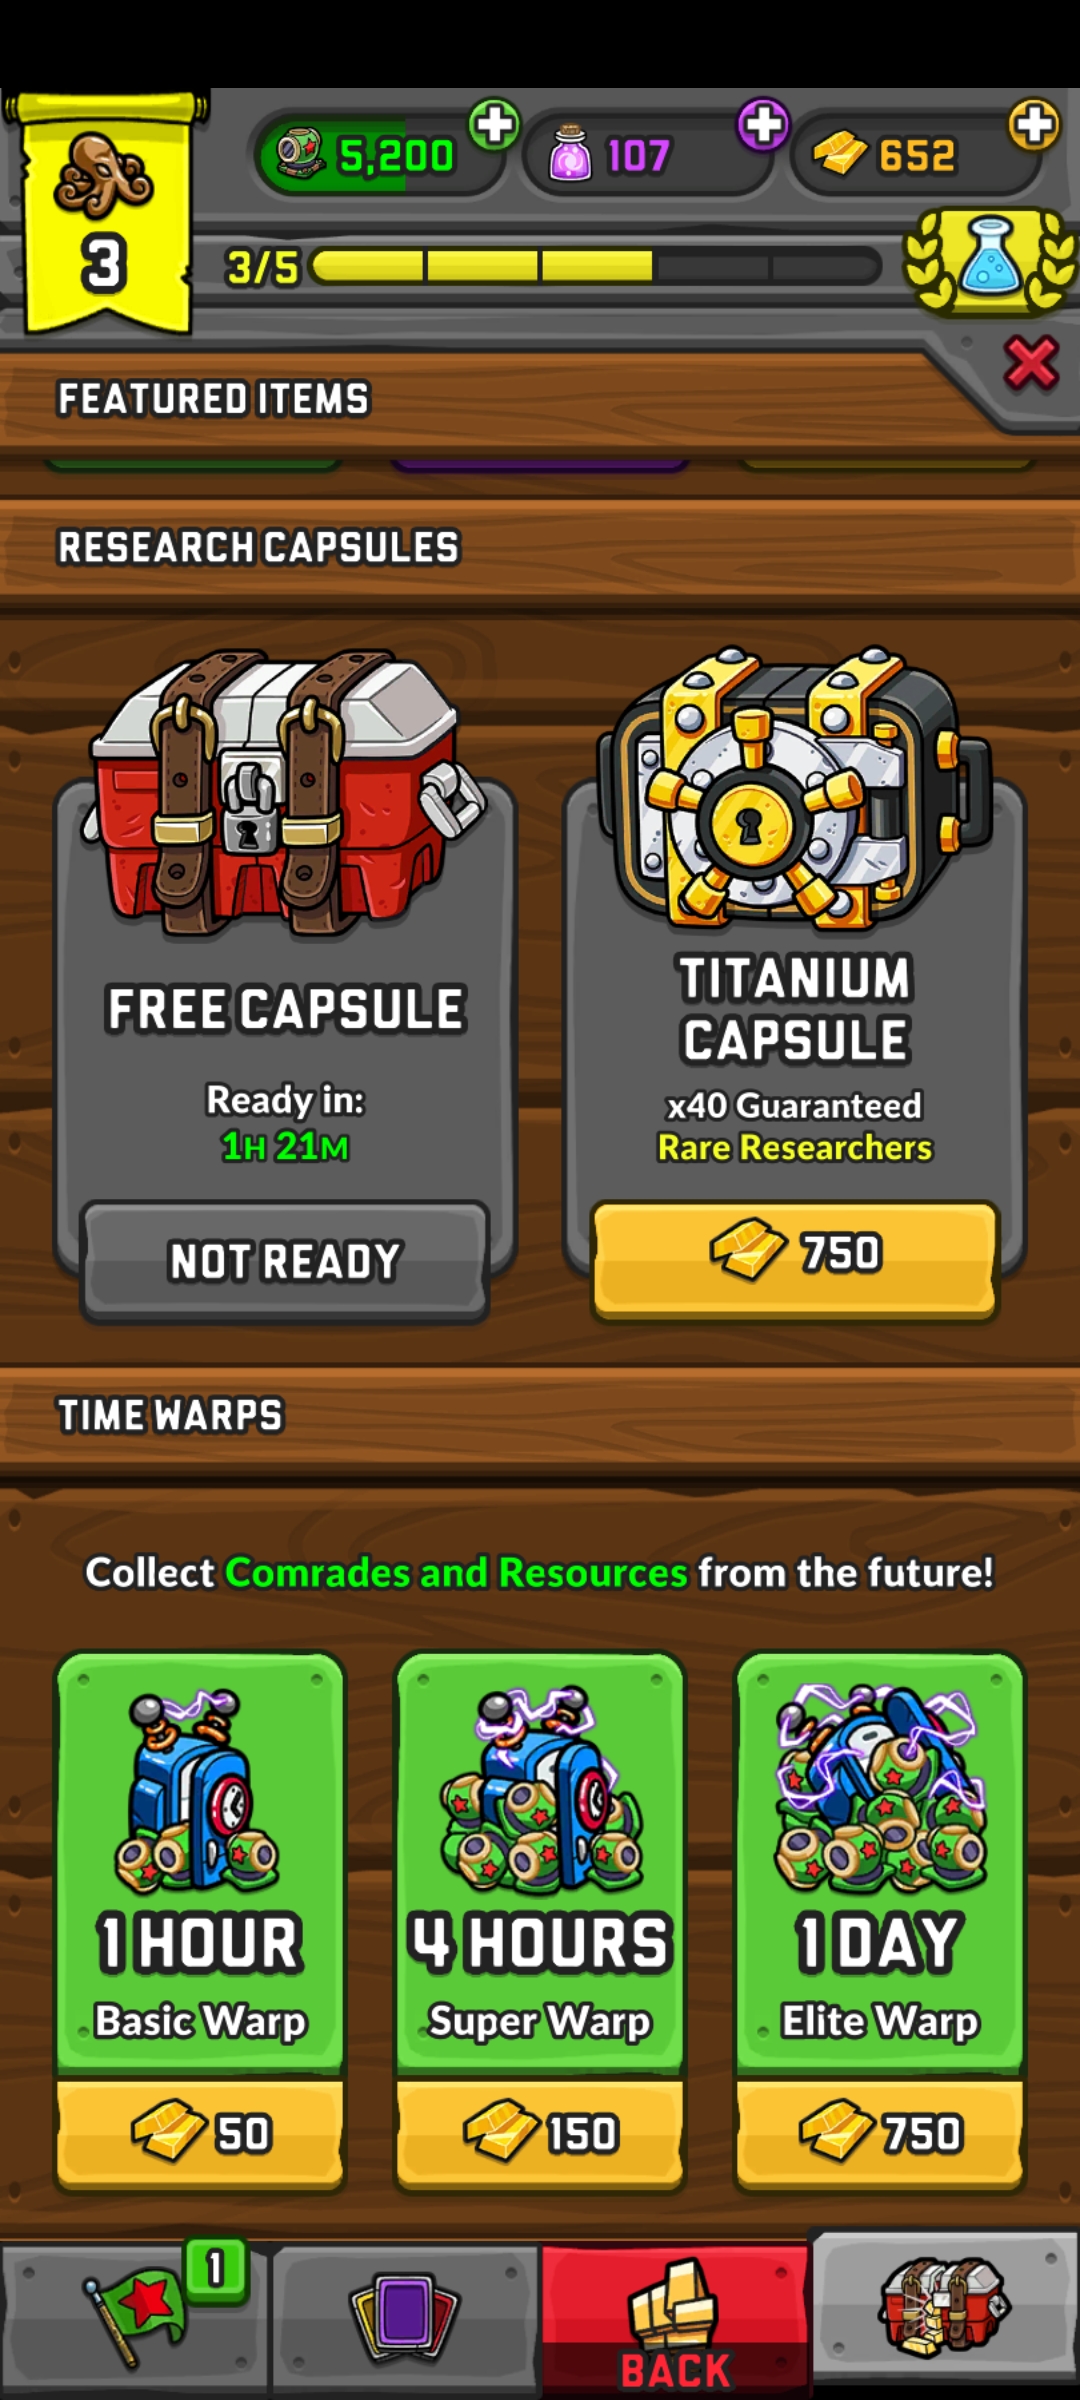 5,200
107
652
3
3/5
FEATURED ITEMS
RESEARCH CAPSULES
FREE CAPSULE
Ready in:
1H 21M
NOT READY
TITANIUM
CAPSULE
x40 Guaranteed
Rare Researchers
750
TIME WARPS
Collect Comrades and Resources from the future!
1 HOUR
Basic Warp
50
4 HOURS
Super Warp
150
1 DAY
Elite Warp
750
1
BACK